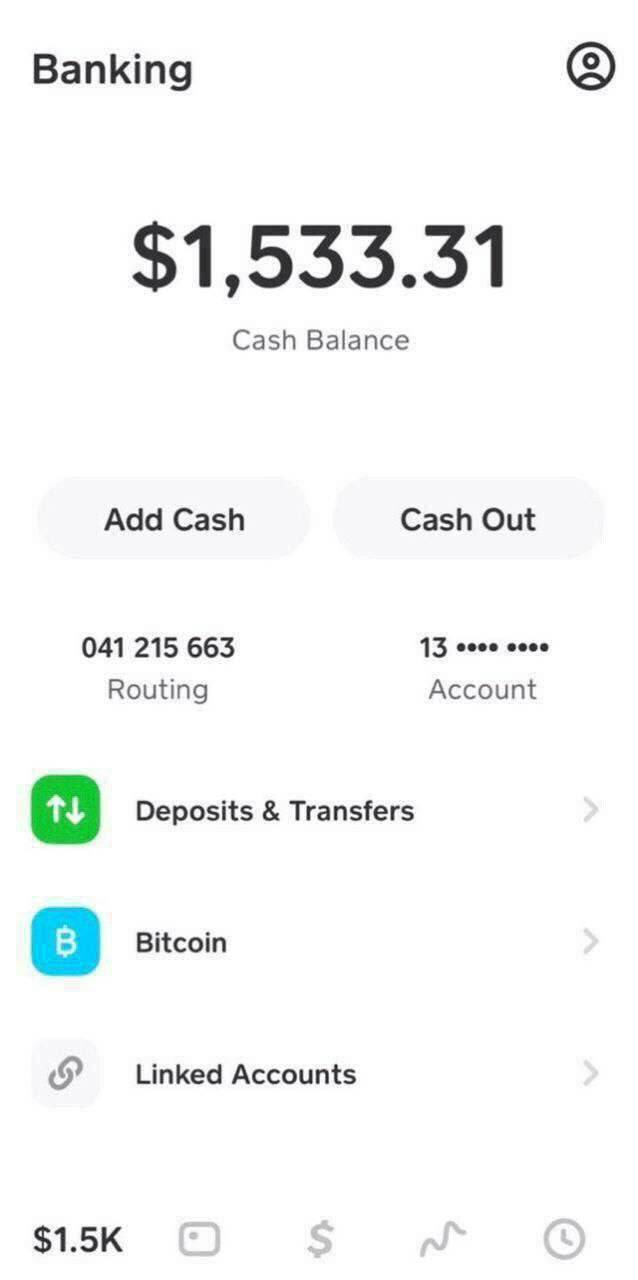 Banking
$1,533.31
Cash Balance
Add Cash Cash Out
041 215 663 13 •••• ••••
Routing Account
Deposits & Transfers
Bitcoin
Linked Accounts
$1.5K